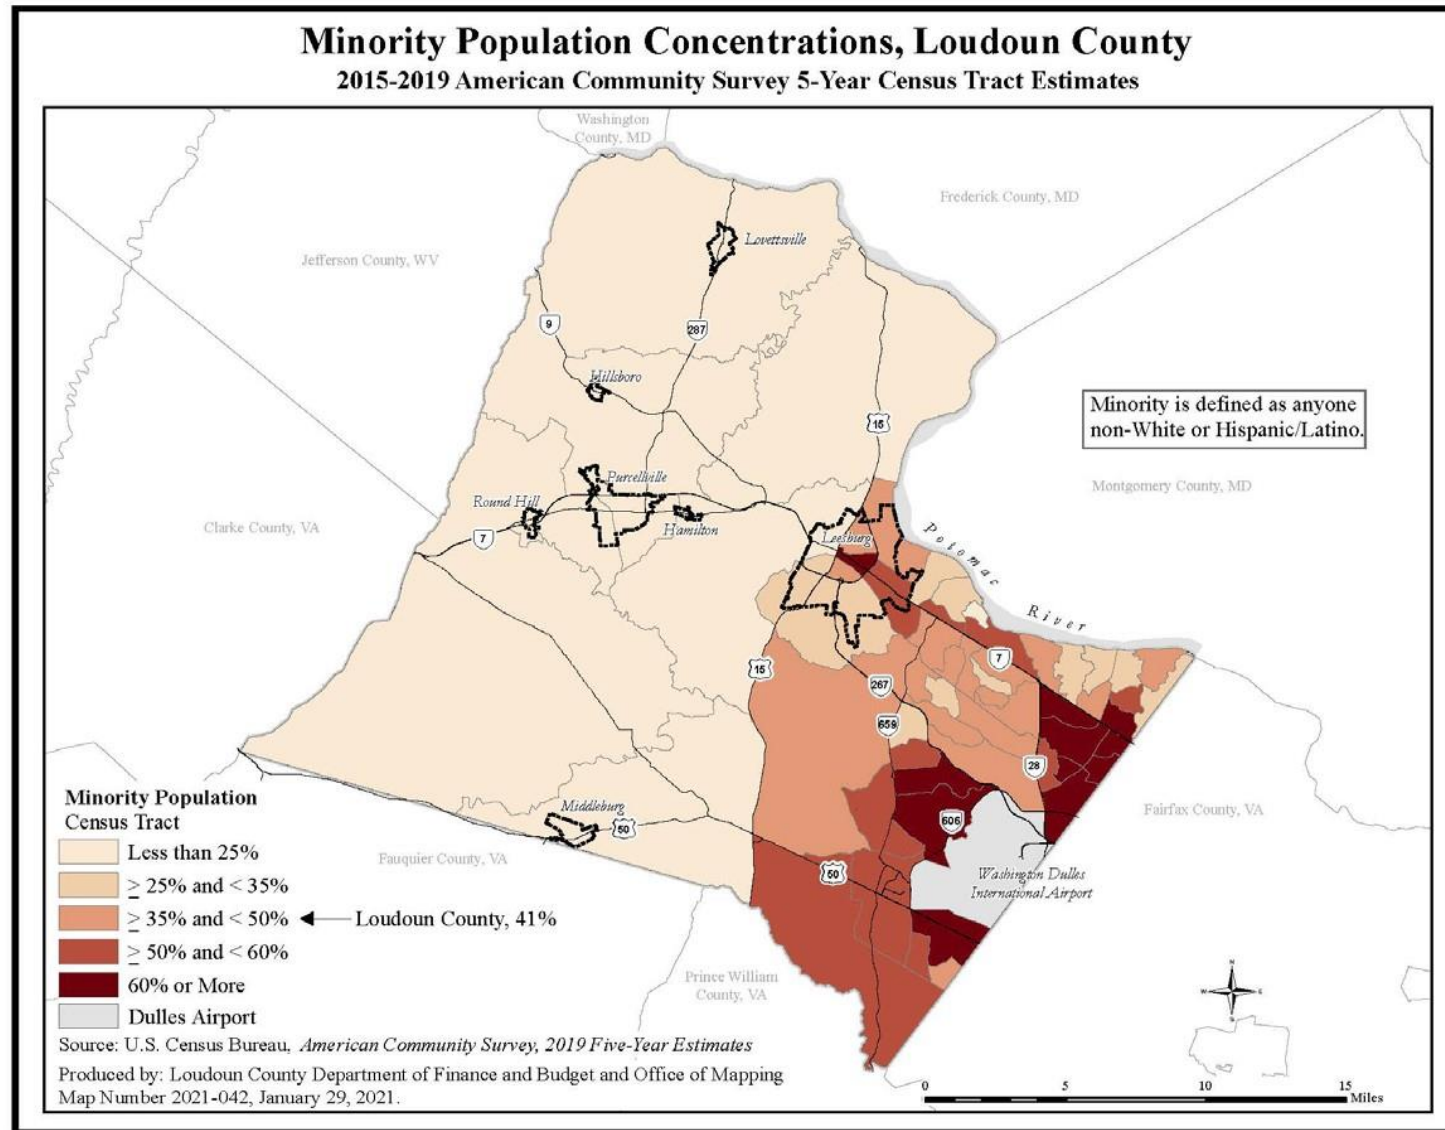 Minority Population Concentrations, Loudoun County
2015-2019 American Community Survey 5-Year Census Tract Estimates
Washington
County, MD
Frederick County, MD
Jefferson County, WV
Lovettsville
9
287
Hillsboro
15
Minority is defined as anyone
non-White or Hispanic/Latino.
Montgomery County, MD
Purcellville
Round Hill
Clarke County, VA
7
Hamilton
Leesburg
Potomac River
7
15
267
659
28
606
Fairfax County, VA
Middleburg
50
Fauquier County, VA
50
Washington Dulles
International Airport
Prince William
County, VA
Minority Population
Census Tract
Less than 25%
≥ 25% and < 35%
≥ 35% and < 50%
Loudoun County, 41%
≥ 50% and < 60%
60% or More
Dulles Airport
Source: U.S. Census Bureau, American Community Survey, 2019 Five-Year Estimates
Produced by: Loudoun County Department of Finance and Budget and Office of Mapping
Map Number 2021-042, January 29, 2021.
N
W E
S
0 5 10 15
Miles